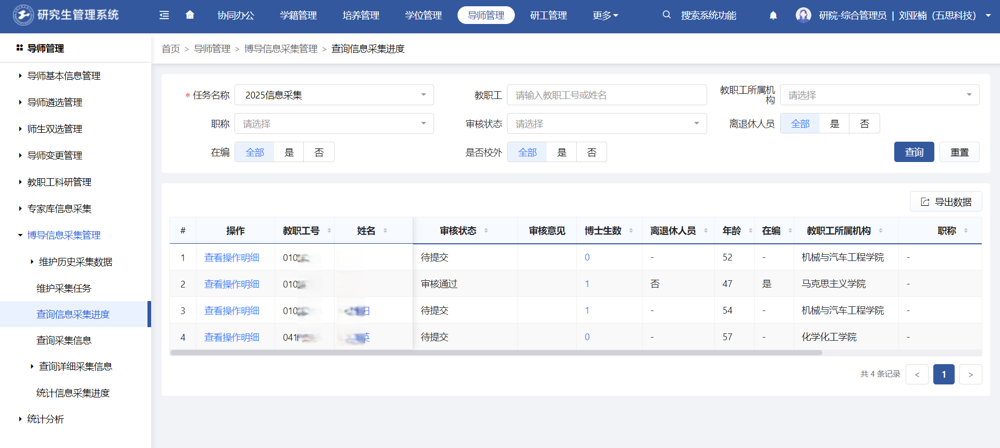 研究生管理系统 协同办公 学籍管理 培养管理 学位管理 导师管理 研工管理 更多 搜索系统功能 研院-综合管理员 | 刘亚楠（五思科技）
导师管理
导师基本信息管理
导师遴选管理
师生双选管理
导师变更管理
教职工科研管理
专家库信息采集
博导信息采集管理
维护历史采集数据
维护采集任务
查询信息采集进度
查询采集信息
查询详细采集信息
统计信息采集进度
统计分析
首页 > 导师管理 > 博导信息采集管理 > 查询信息采集进度
* 任务名称 2025信息采集 教职工 请输入教职工号或姓名 教职工所属机构 请选择
职称 请选择 审核状态 请选择 离退休人员 全部 是 否
在编 全部 是 否 是否校外 全部 是 否 查询 重置
导出数据
# 操作 教职工号 姓名 审核状态 审核意见 博士生数 离退休人员 年龄 在编 教职工所属机构 职称
1 查看操作明细 010 待提交 0 - 52 - 机械与汽车工程学院 -
2 查看操作明细 010 审核通过 1 否 47 是 马克思主义学院 -
3 查看操作明细 010 待提交 1 - 54 - 机械与汽车工程学院 -
4 查看操作明细 041 英 待提交 0 - 57 - 化学化工学院 -
共 4 条记录 < 1 >